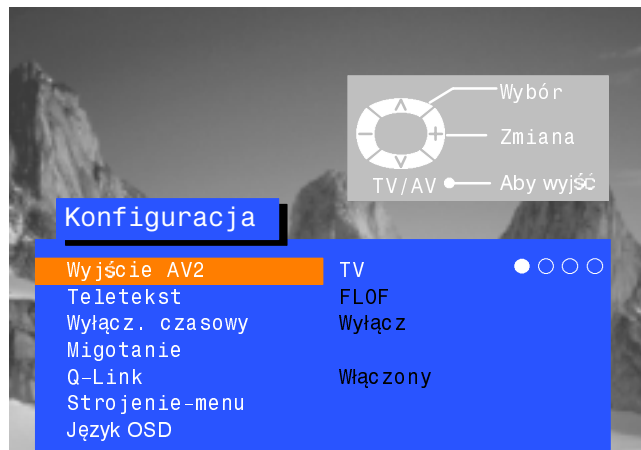 Wybór
Zmiana
TV/AV Aby wyjść
Konfiguracja
Wyjście AV2 TV
Teletekst FLOF
Wyłącz. czasowy Wyłącz
Migotanie
Q-Link Włączony
Strojenie-menu
Język OSD